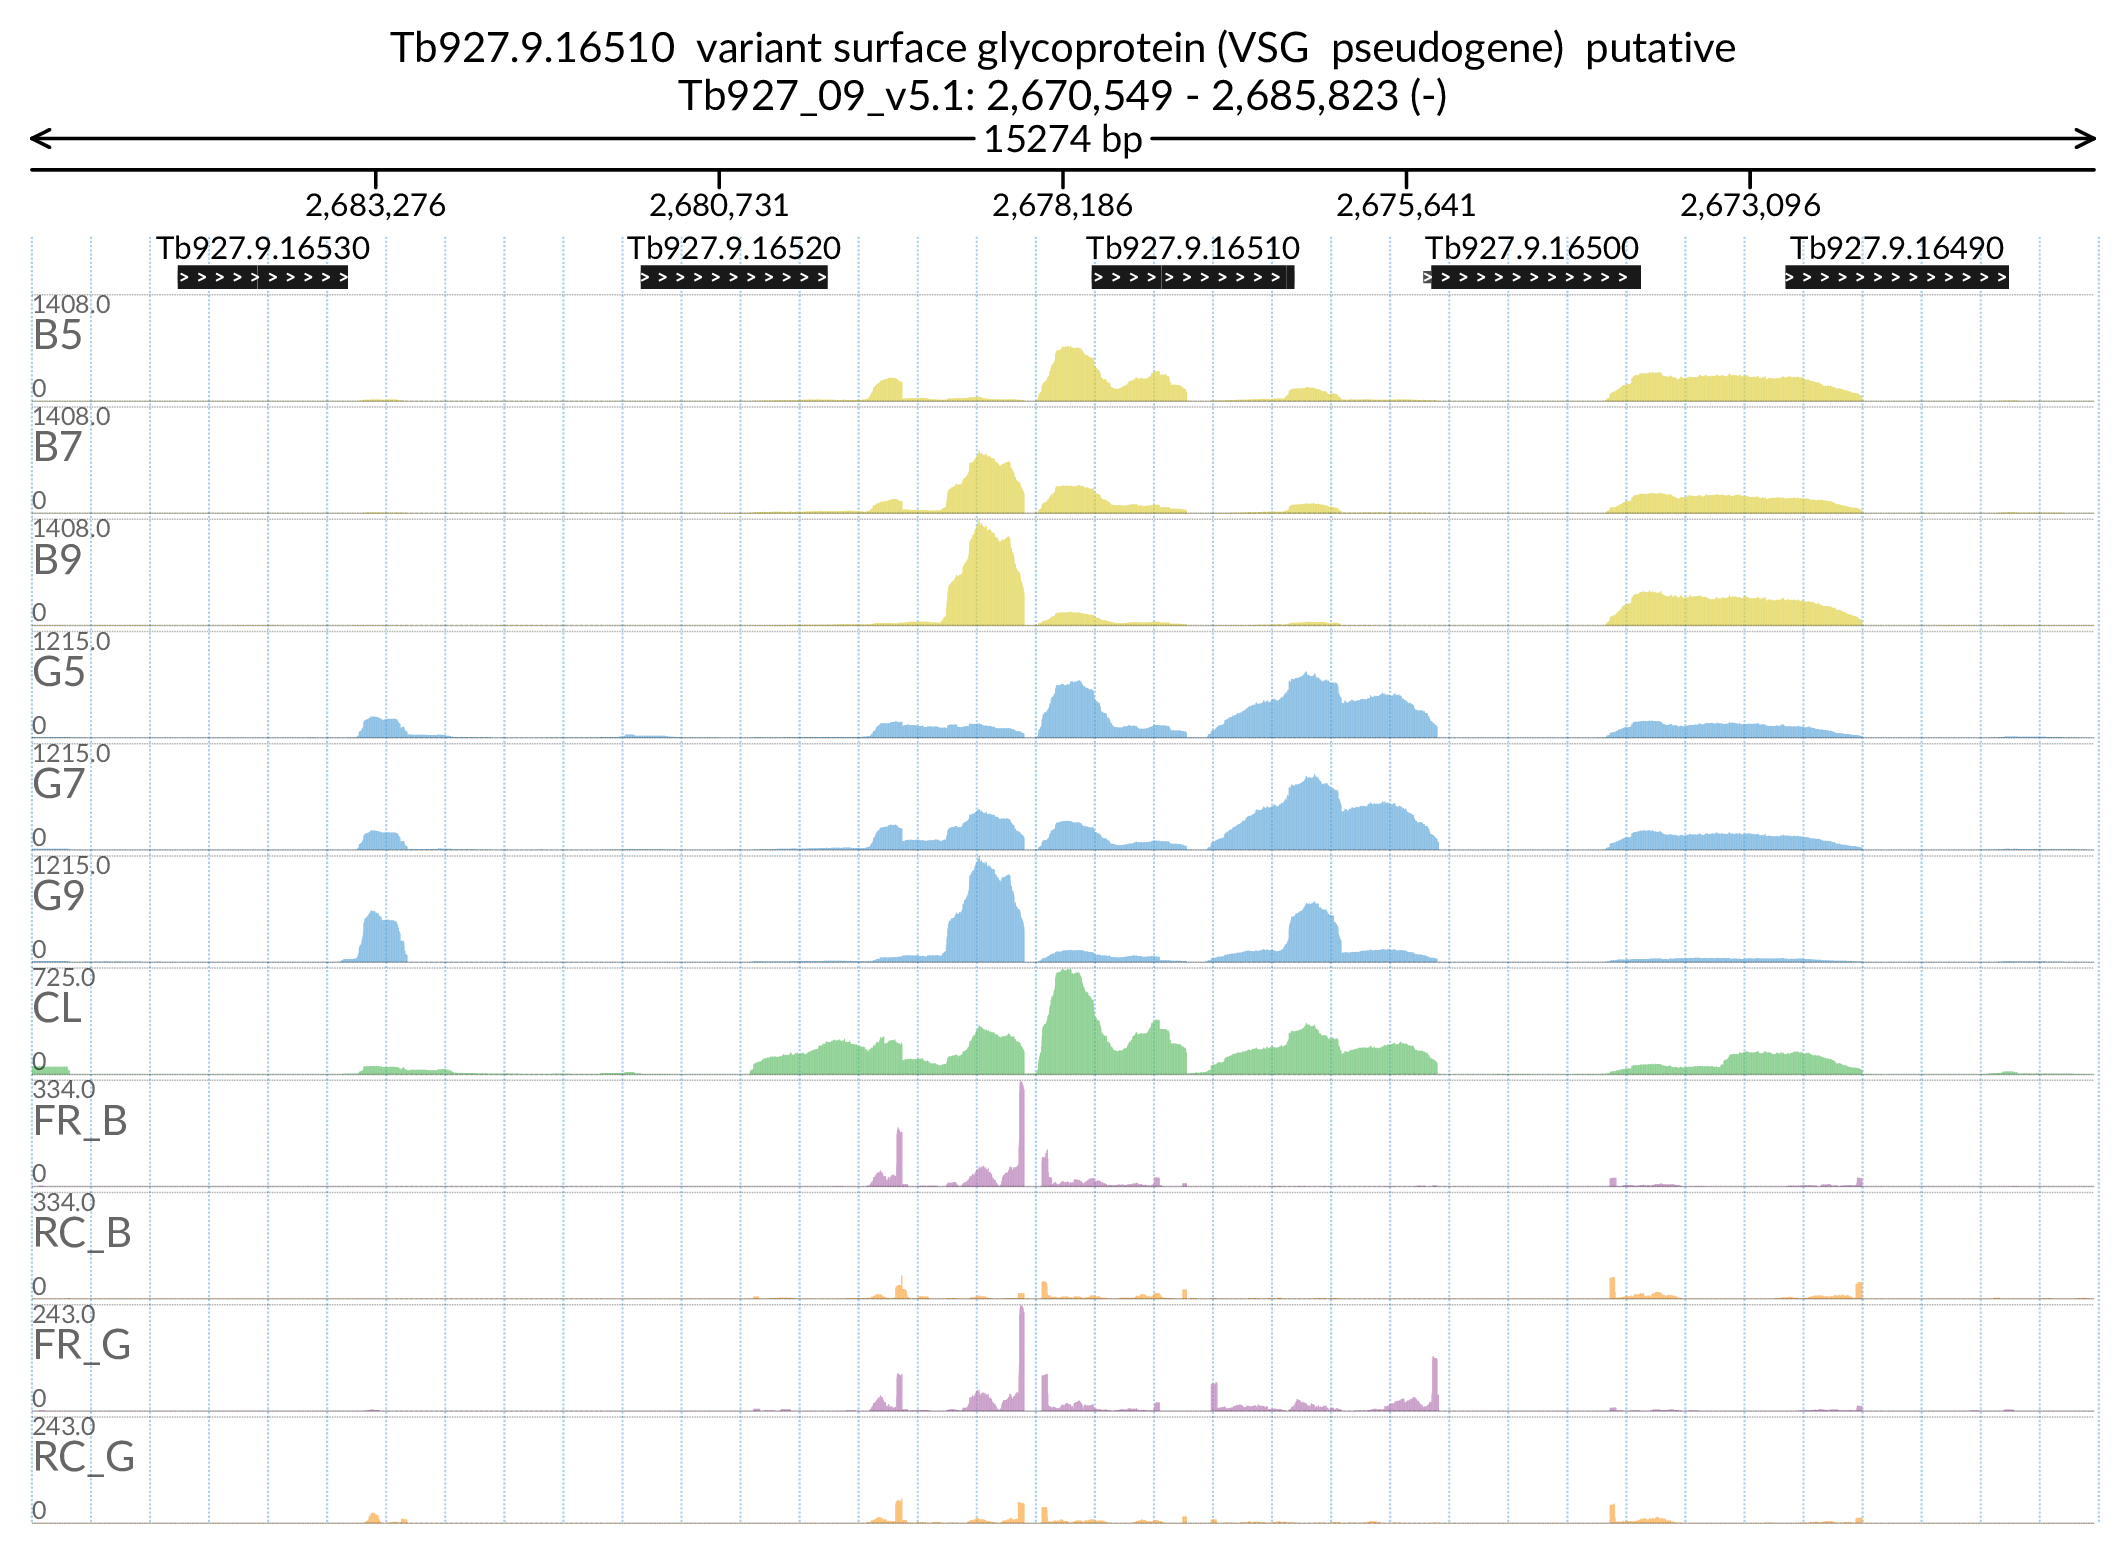 Tb927.9.16510 variant surface glycoprotein (VSG pseudogene) putative
Tb927_09_v5.1: 2,670,549 - 2,685,823 (-)
15274 bp
2,683,276 2,680,731 2,678,186 2,675,641 2,673,096
Tb927.9.16530 Tb927.9.16520 Tb927.9.16510 Tb927.9.16500 Tb927.9.16490
1408.0
B5
0
1408.0
B7
0
1408.0
B9
0
1215.0
G5
0
1215.0
G7
0
1215.0
G9
0
725.0
CL
0
334.0
FR_B
0
334.0
RC_B
0
243.0
FR_G
0
243.0
RC_G
0